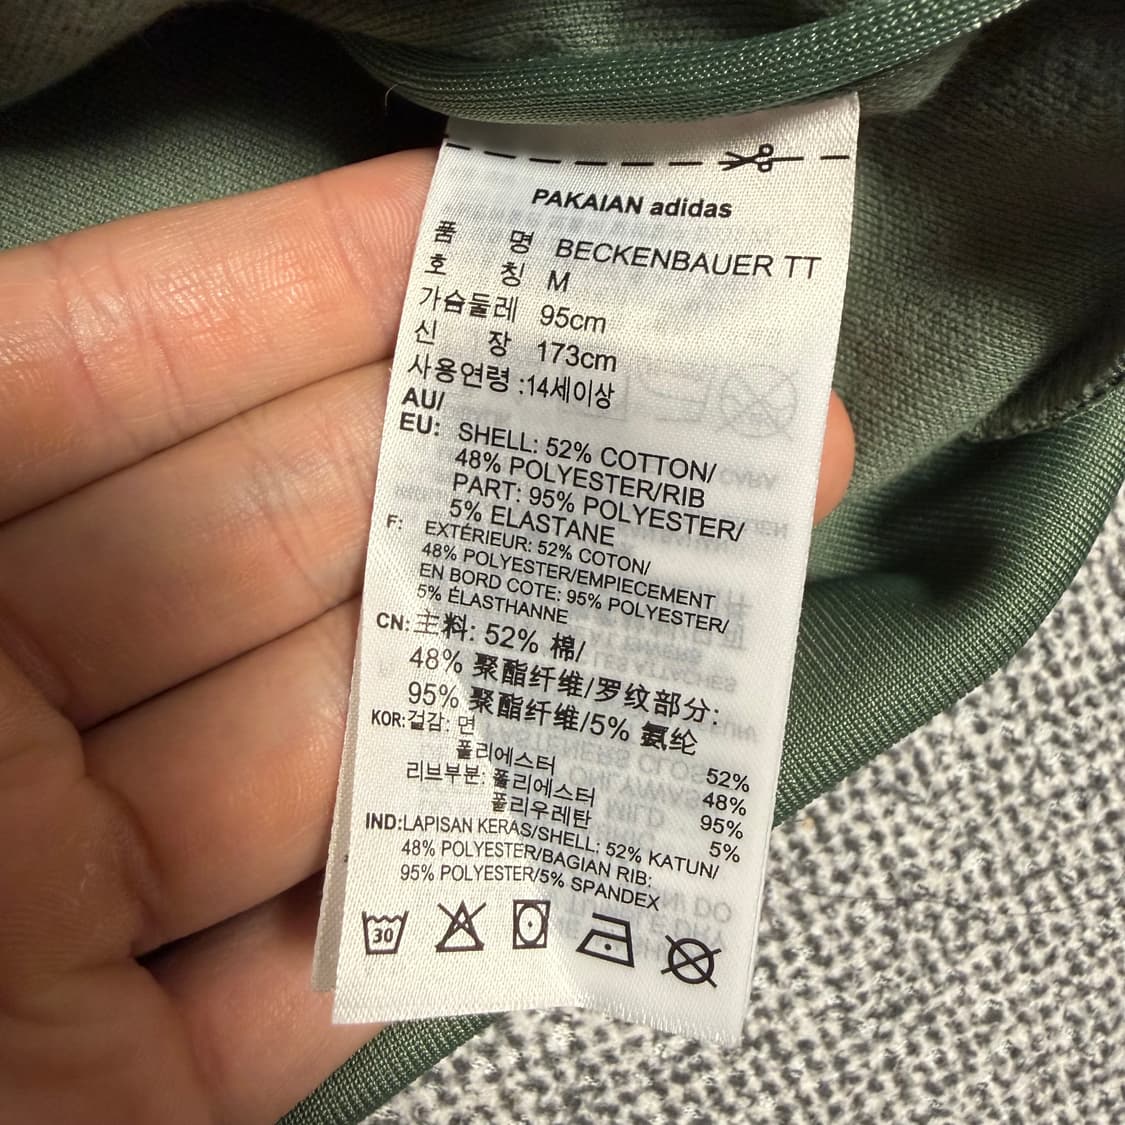 PAKAIAN adidas
품 명 BECKENBAUER TT
호 칭 M
가슴둘레 95cm
신 장 173cm
사용연령 :14세이상
AU/
EU: SHELL: 52% COTTON/
48% POLYESTER/RIB
PART: 95% POLYESTER/
5% ELASTANE
F: EXTÉRIEUR: 52% COTON/
48% POLYESTER/EMPIECEMENT
EN BORD COTE: 95% POLYESTER/
5% ÉLASTHANNE
CN: 主料: 52% 棉/
48% 聚酯纤维/罗纹部分:
95% 聚酯纤维/5% 氨纶
KOR: 겉감: 면 52%
폴리에스터 48%
리브부분: 폴리에스터 95%
폴리우레탄 5%
IND: LAPISAN KERAS/SHELL: 52% KATUN/
48% POLYESTER/BAGIAN RIB:
95% POLYESTER/5% SPANDEX
30